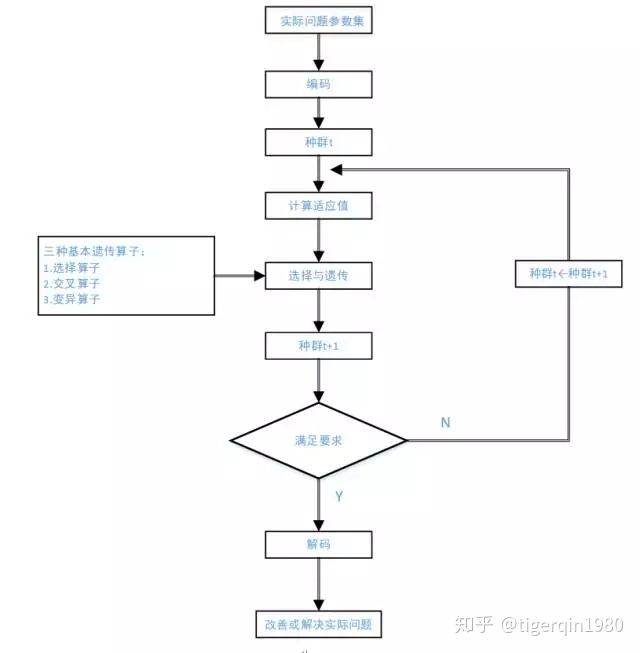 实际问题参数集
编码
种群t
计算适应值
三种基本遗传算子：
1.选择算子
2.交叉算子
3.变异算子
选择与遗传
种群t←种群t+1
种群t+1
满足要求
N
Y
解码
改善或解决实际问题
知乎 @tigerqin1980